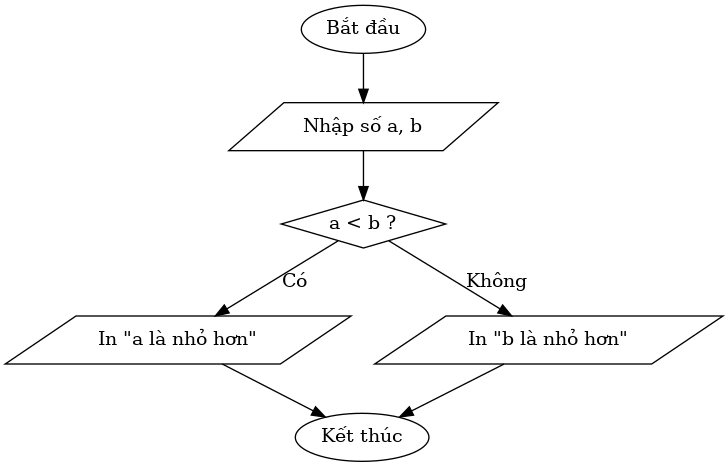 Bắt đầu
Nhập số a, b
a < b ?
Có
Không
In "a là nhỏ hơn"
In "b là nhỏ hơn"
Kết thúc